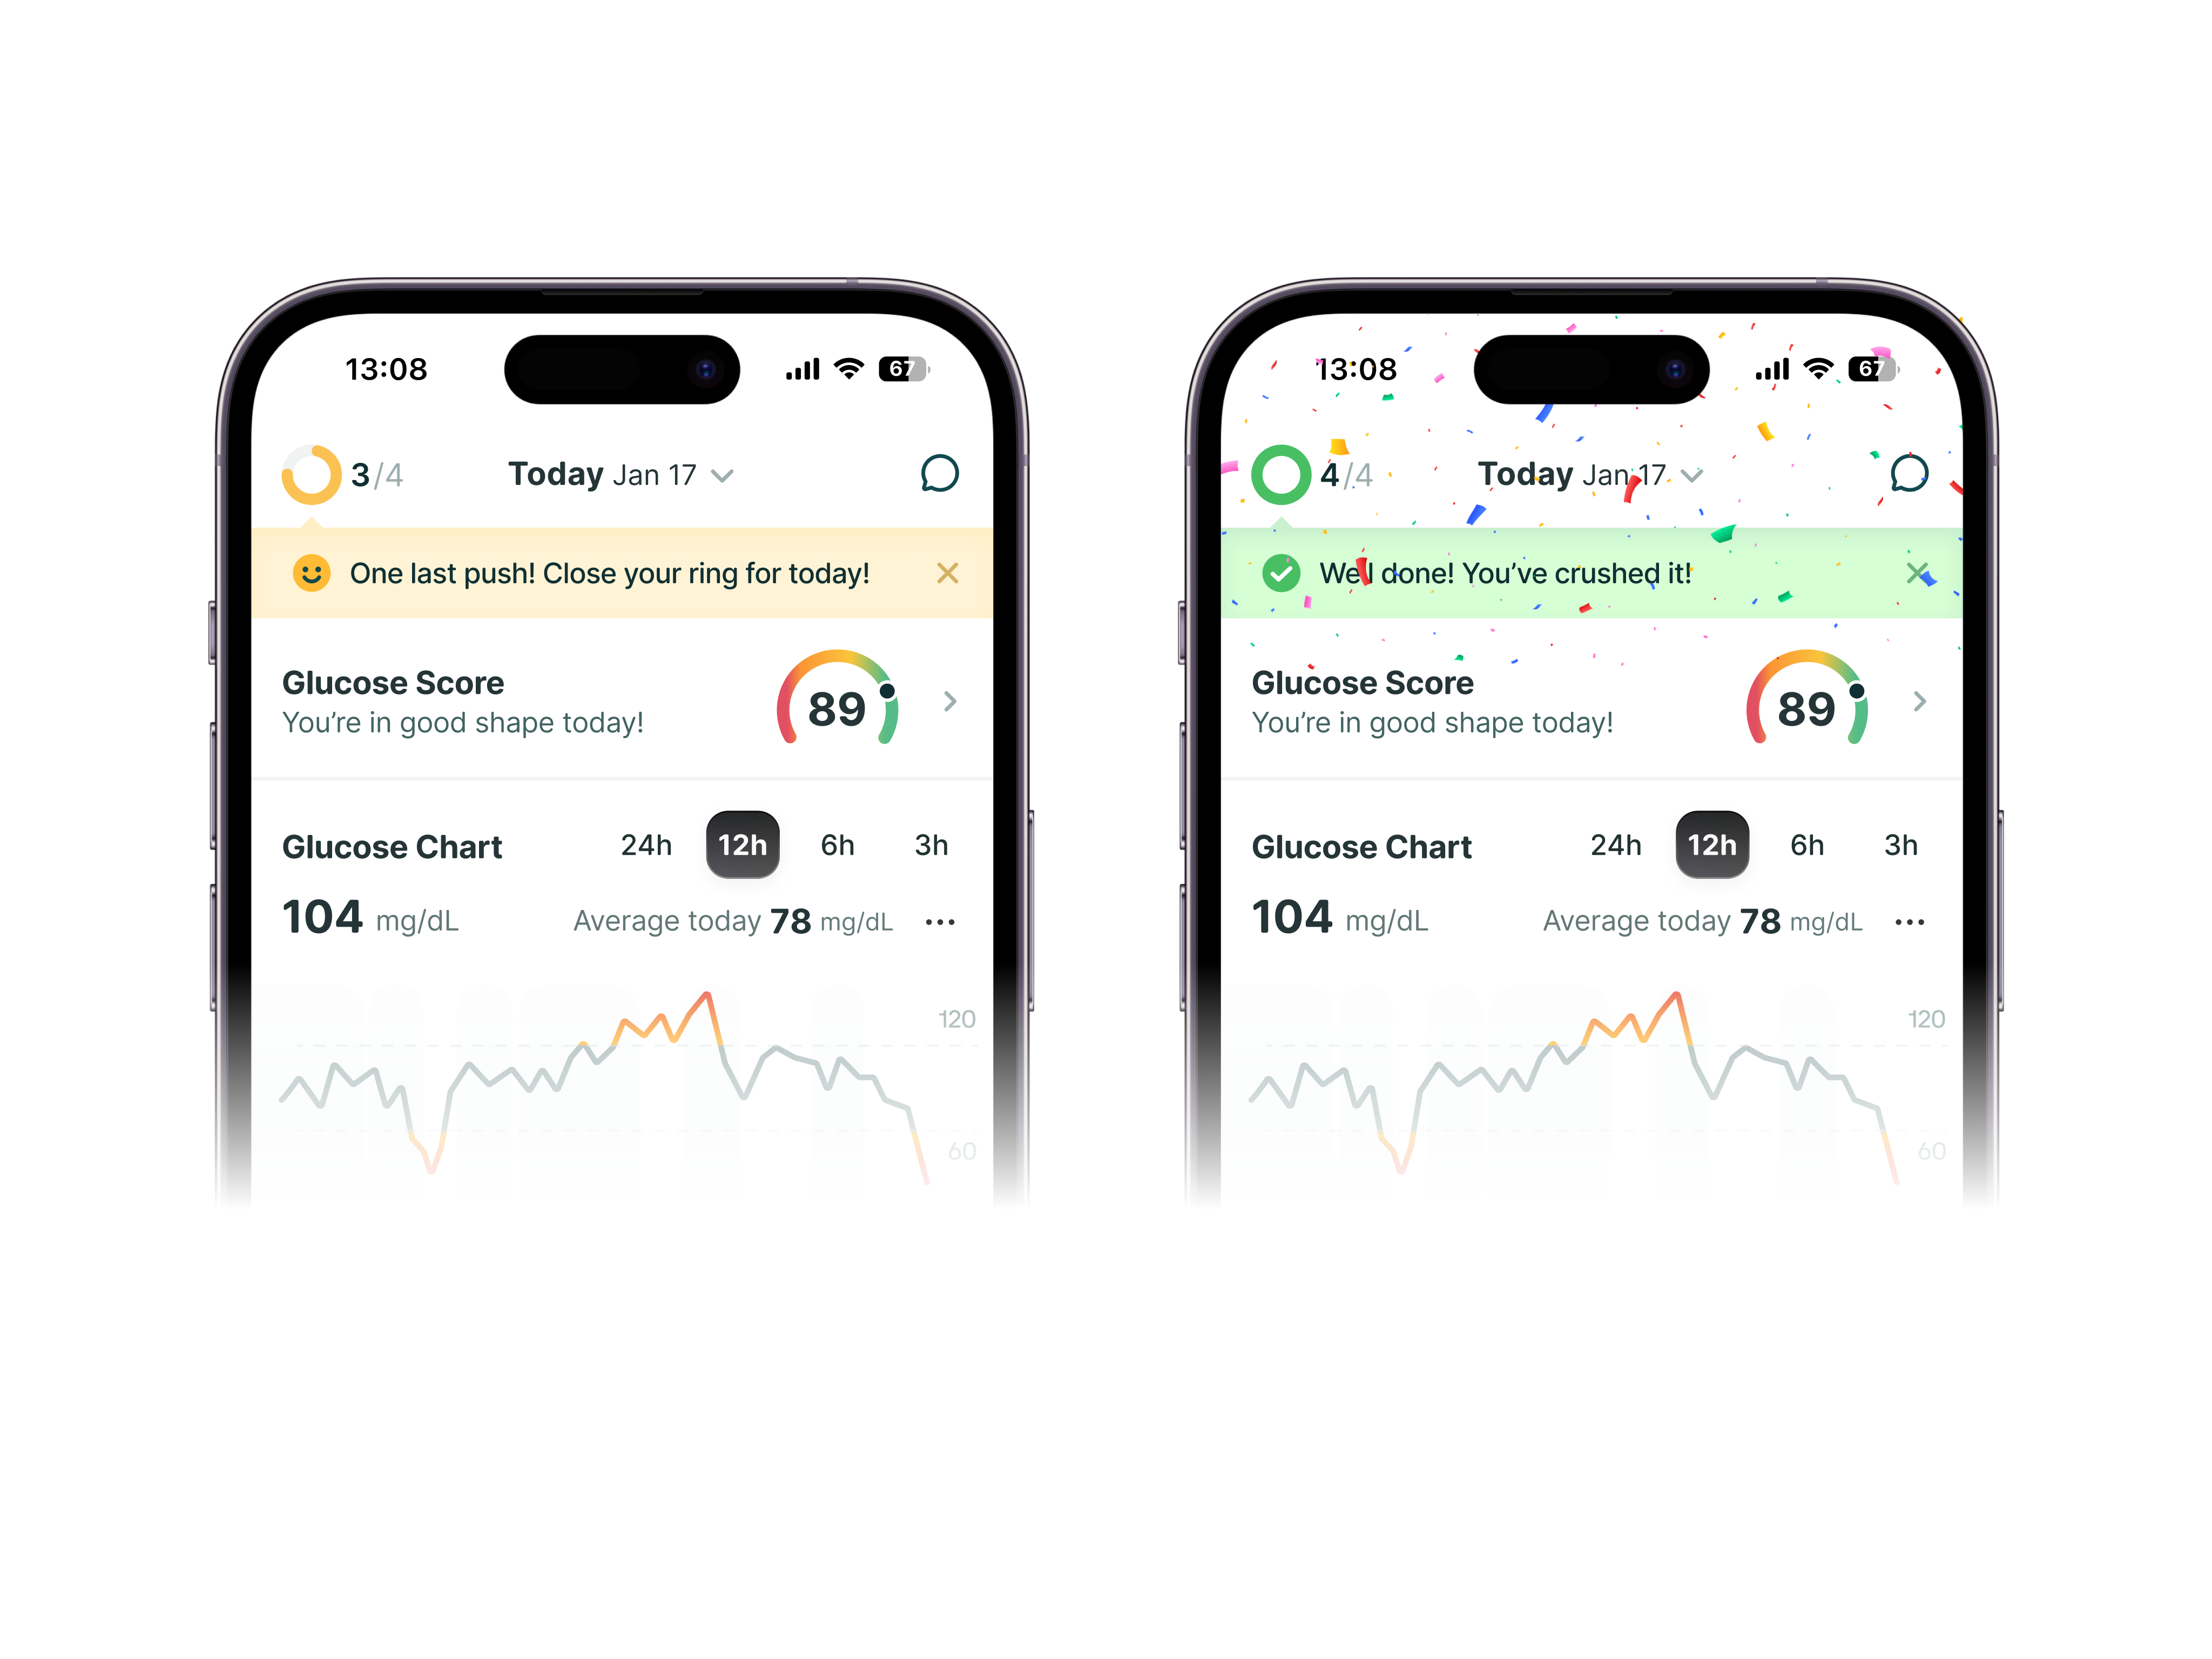 13:08
67
3/4
Today Jan 17
One last push! Close your ring for today!
Glucose Score
You're in good shape today!
89
Glucose Chart
24h 12h 6h 3h
104 mg/dL
Average today 78 mg/dL
120
60
13:08
67
4/4
Today Jan 17
Well done! You've crushed it!
Glucose Score
You're in good shape today!
89
Glucose Chart
24h 12h 6h 3h
104 mg/dL
Average today 78 mg/dL
120
60